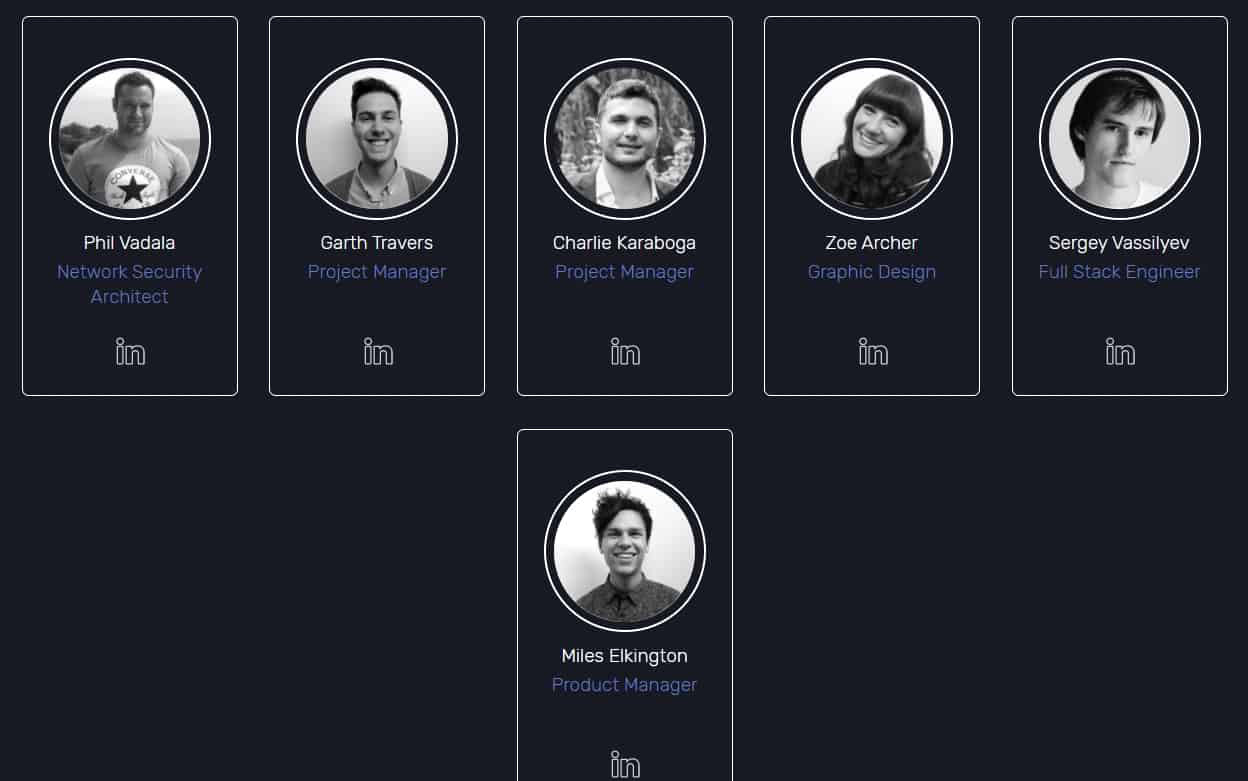 CONVERSE
Phil Vadala
Network Security
Architect
in
Garth Travers
Project Manager
in
Charlie Karaboga
Project Manager
in
Zoe Archer
Graphic Design
in
Sergey Vassilyev
Full Stack Engineer
in
Miles Elkington
Product Manager
in